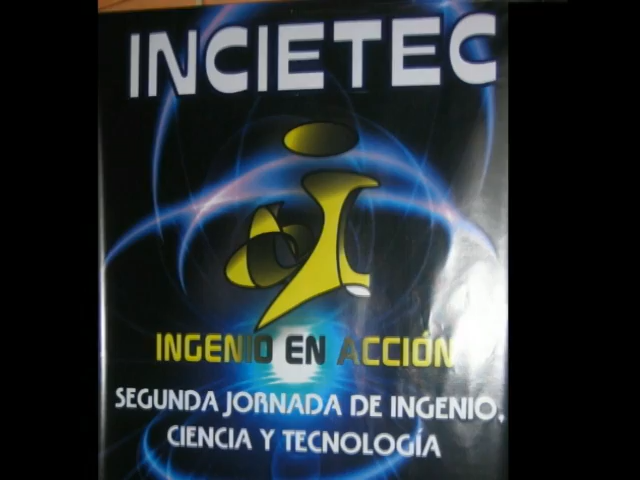 INCIETEC
INGENIO EN ACCIÓN
SEGUNDA JORNADA DE INGENIO,
CIENCIA Y TECNOLOGÍA